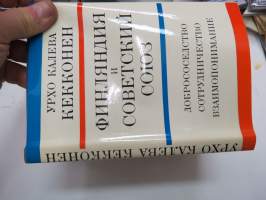 УРХО КАЛЕВА
КЕККОНЕН
ФИНЛЯНДИЯ
И
СОВЕТСКИЙ
СОЮЗ
ДОБРОСОСЕДСТВО
СОТРУДНИЧЕСТВО
ВЗАИМОПОНИМАНИЕ
УРХО КАЛЕВА КЕККОНЕН